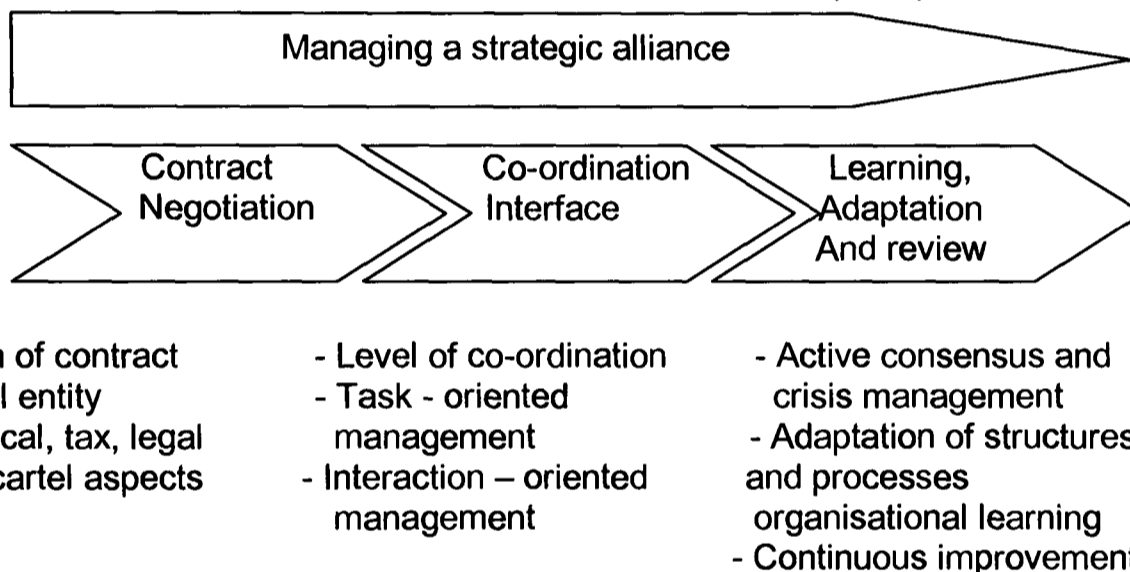 Managing a strategic alliance
Contract
Negotiation
Co-ordination
Interface
Learning,
Adaptation
And review
of contract
entity
tax, legal
cartel aspects
- Level of co-ordination
- Task - oriented
management
- Interaction – oriented
management
- Active consensus and
crisis management
- Adaptation of structures
and processes
organisational learning
- Continuous improvement